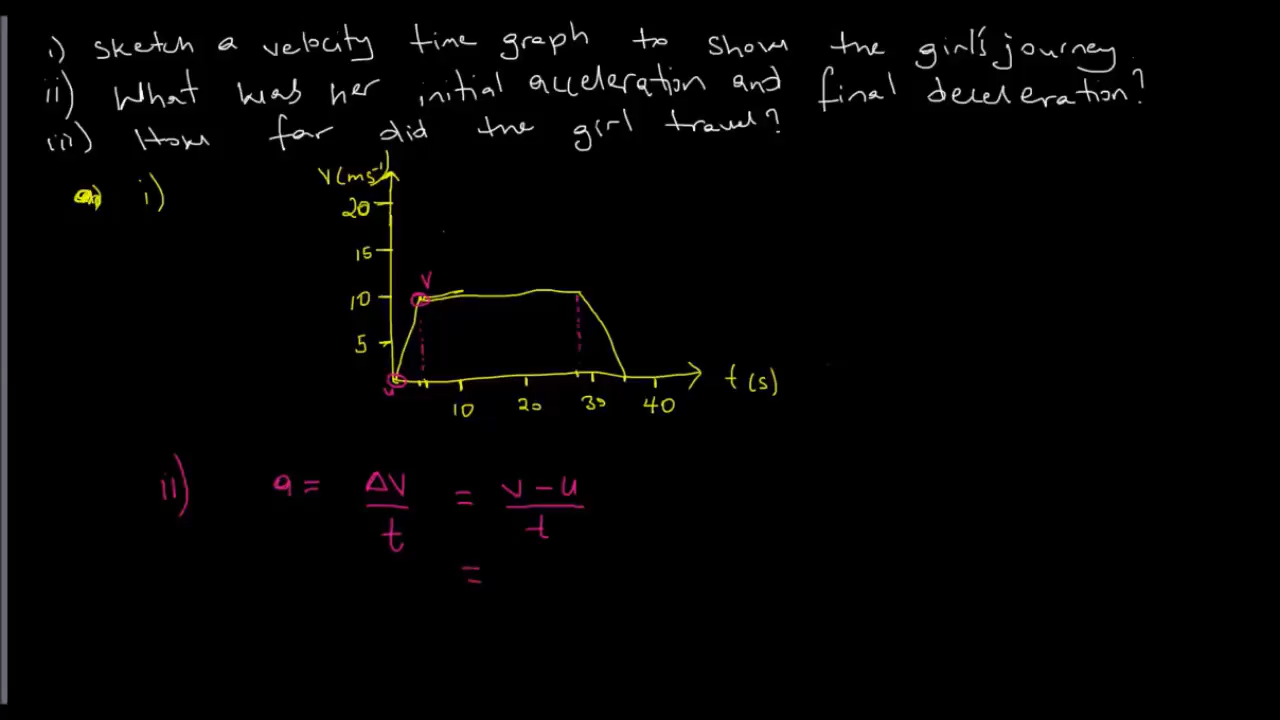 i) sketch a velocity time graph to show the girl's journey
ii) What was her initial acceleration and final deceleration?
iii) How far did the girl travel?
i)
V(ms⁻¹)
20
15
10
5
V
u
10 20 30 40
t (s)
ii) a = ΔV/t = v-u/t
=